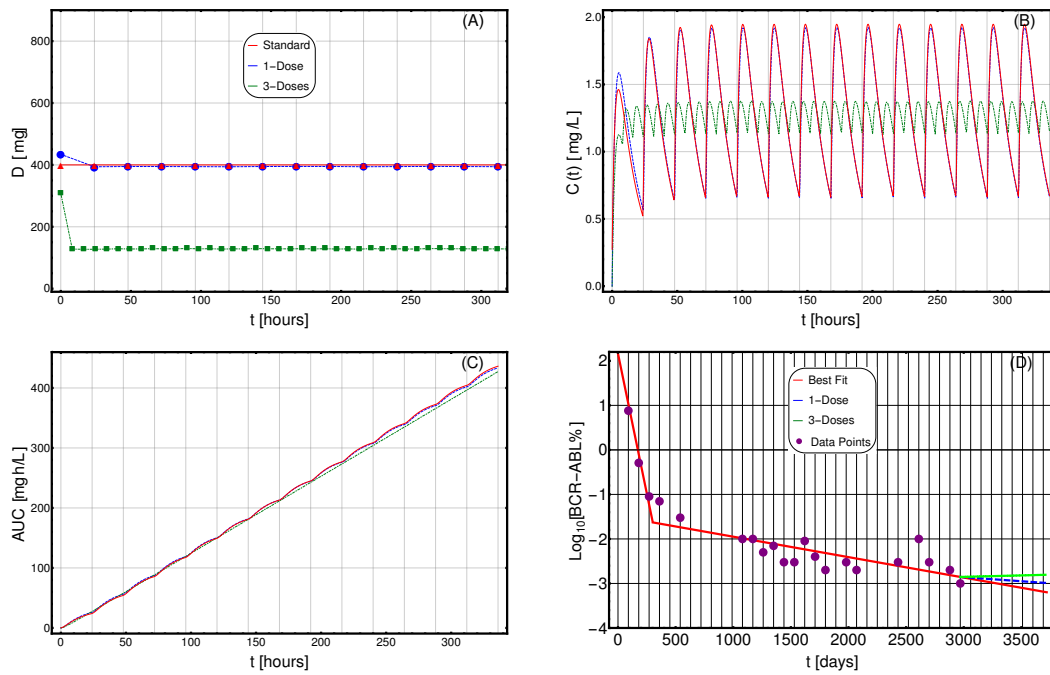 (A)
800
600
400
200
0
D [mg]
Standard
1-Dose
3-Doses
0 50 100 150 200 250 300
t [hours]
(B)
2.0
1.5
1.0
0.5
0.0
C(t) [mg/L]
0 50 100 150 200 250 300
t [hours]
(C)
400
300
200
100
0
AUC [mgh/L]
0 50 100 150 200 250 300
t [hours]
(D)
2
1
0
−1
−2
−3
−4
Log10[BCR-ABL%]
Best Fit
1-Dose
3-Doses
Data Points
0 500 1000 1500 2000 2500 3000 3500
t [days]